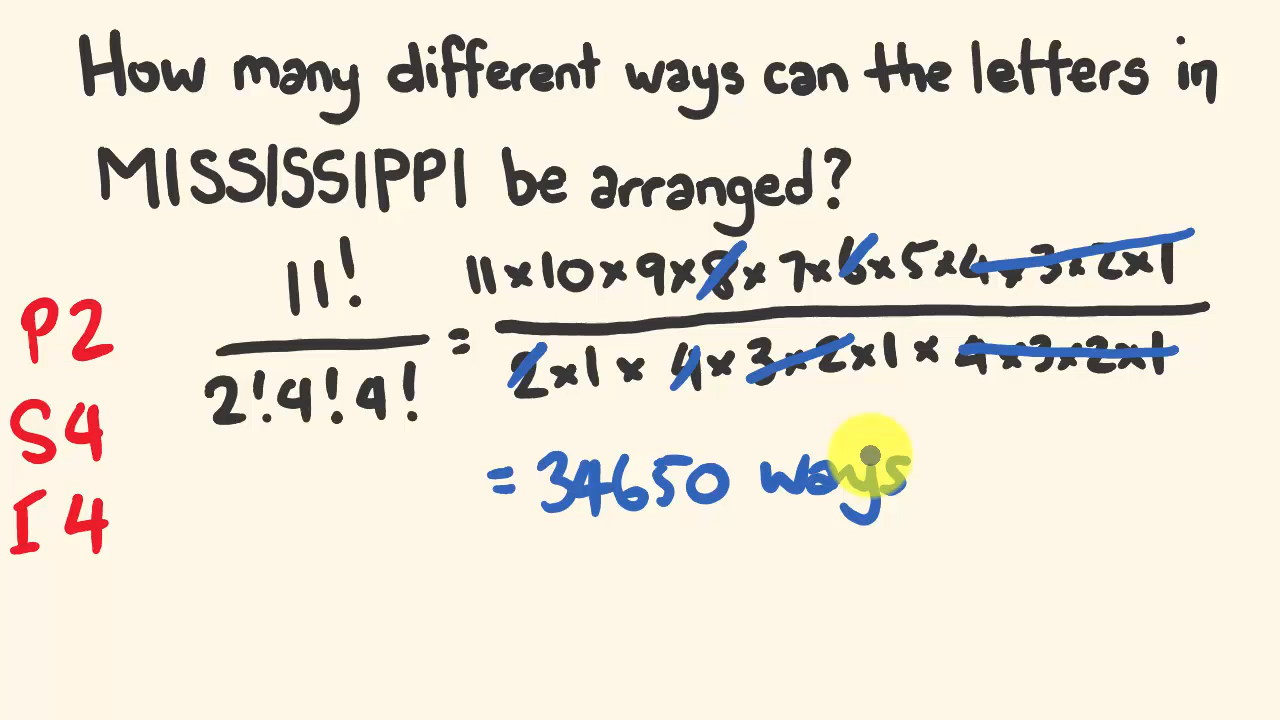 How many different ways can the letters in
MISSISSIPPI be arranged?
11!
2!4!4!
=
11×10×9×8×7×6×5×4×3×2×1
2×1×4×3×2×1×4×3×2×1
P2
S4
I4
=34650 ways